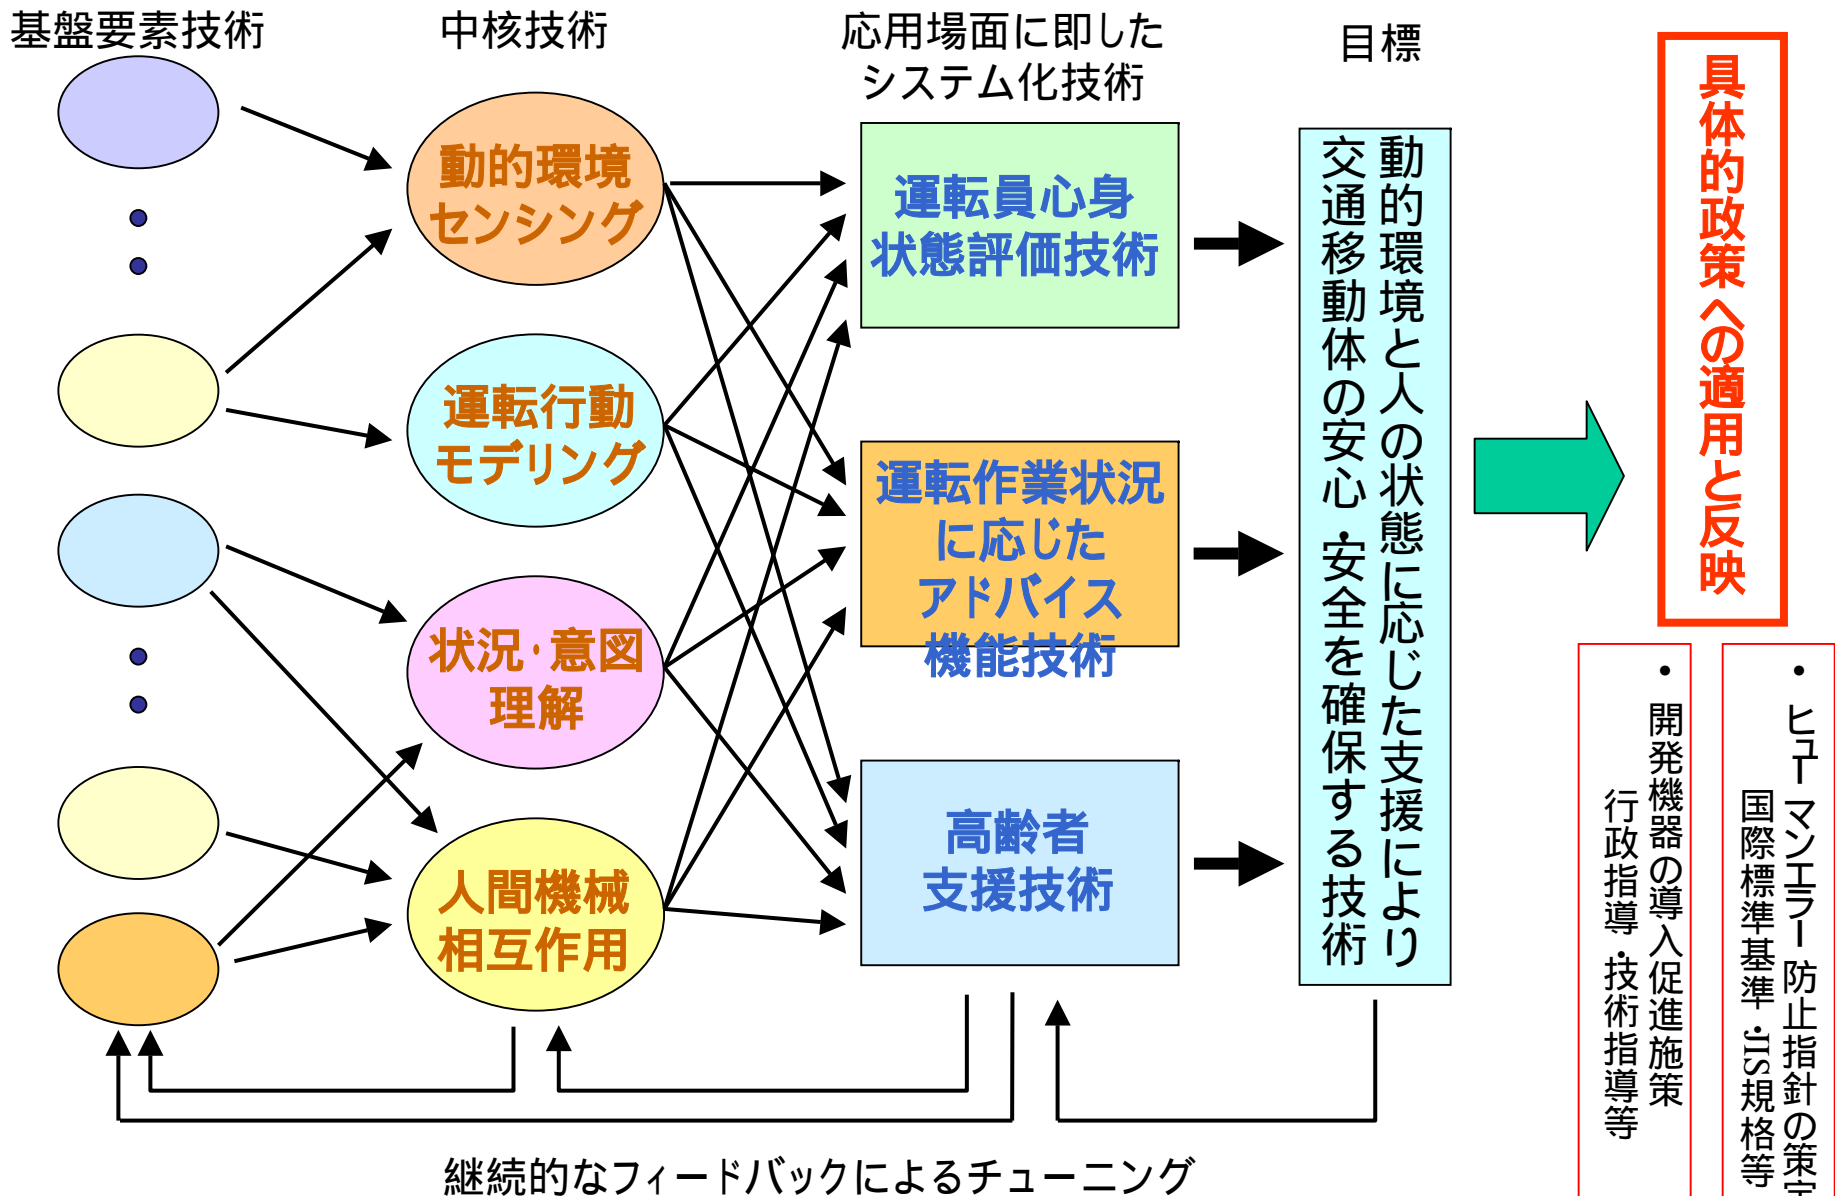 基盤要素技術
中核技術
応用場面に即した
システム化技術
目標
動的環境
センシング
運転行動
モデリング
状況・意図
理解
人間機械
相互作用
運転員心身
状態評価技術
運転作業状況
に応じた
アドバイス
機能技術
高齢者
支援技術
動的環境と人の状態に応じた支援により
交通移動体の安心・安全を確保する技術
具体的政策への適用と反映
・ヒューマンエラー防止指針の策定
国際標準基準・JIS規格等
・開発機器の導入促進施策
行政指導・技術指導等
継続的なフィードバックによるチューニング